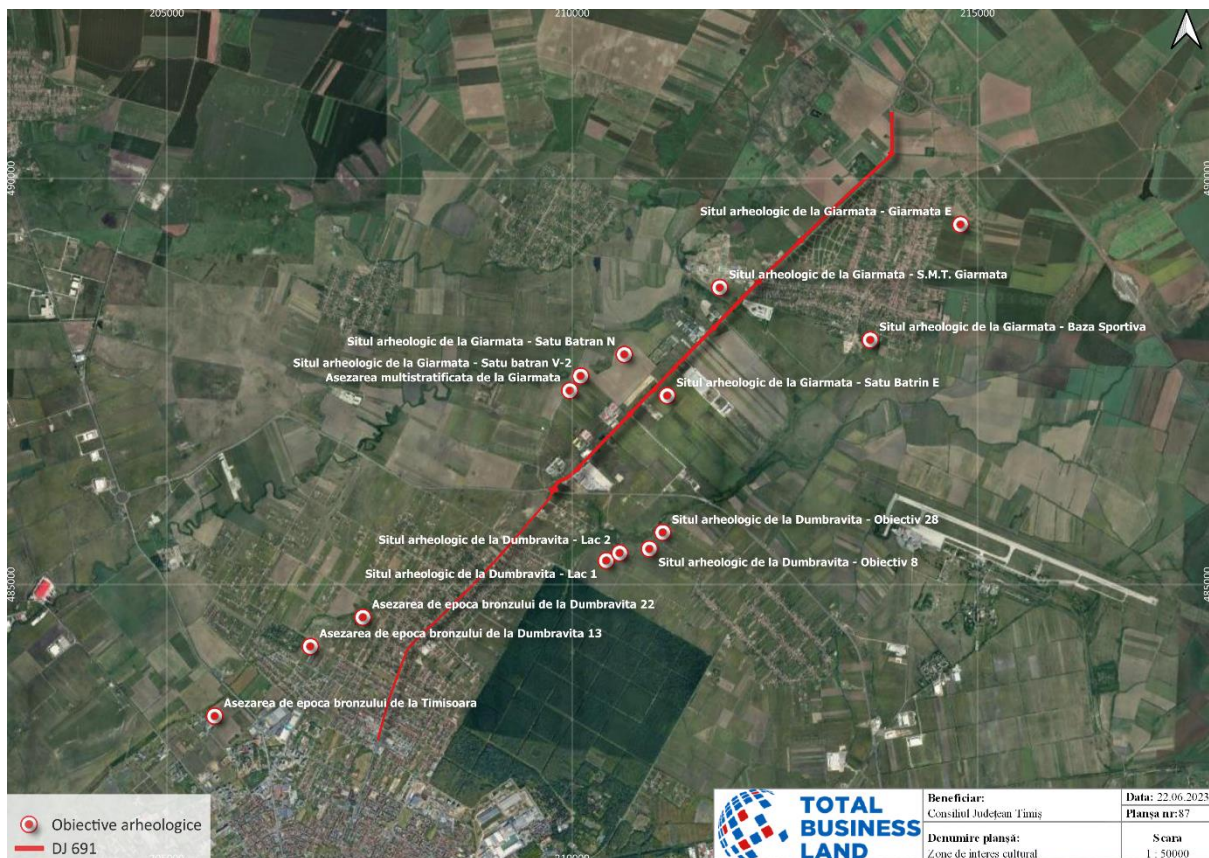 205000
210000
215000
490000
490000
Situl arheologic de la Giarmata - Giarmata E
Situl arheologic de la Giarmata - S.M.T. Giarmata
Situl arheologic de la Giarmata - Baza Sportiva
Situl arheologic de la Giarmata - Satu Batran N
Situl arheologic de la Giarmata - Satu batran V-2
Asezarea multistratificata de la Giarmata
Situl arheologic de la Giarmata - Satu Batrin E
Situl arheologic de la Dumbravita - Obiectiv 28
Situl arheologic de la Dumbravita - Lac 2
Situl arheologic de la Dumbravita - Obiectiv 8
Situl arheologic de la Dumbravita - Lac 1
485000
485000
Asezarea de epoca bronzului de la Dumbravita 22
Asezarea de epoca bronzului de la Dumbravita 13
Asezarea de epoca bronzului de la Timisoara
Obiective arheologice
DJ 691
205000
210000
TOTAL
BUSINESS
LAND
Beneficiar:
Consiliul Județean Timiș
Data: 22.06.2023
Planșa nr:87
Denumire planșă:
Zone de interes cultural
Scara
1 : 50000